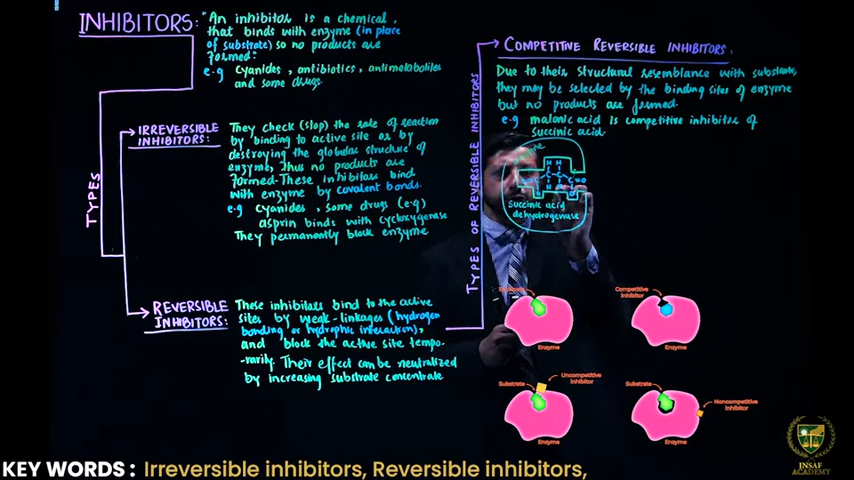 INHIBITORS:
"An inhibitor is a chemical,
that binds with enzyme (in place
of substrate) so no products are
formed:
e.g cyanides, antibiotics, antimetabolites
and some drugs.
TYPES
IRREVERSIBLE
INHIBITORS:
They check (stop) the rate of reaction
by binding to active site or by
destroying the globular structure of
enzyme, thus no products are
formed. These inhibitors bind
with enzyme by covalent bonds.
e.g cyanides, some drugs (e.g)
asprin binds with cyclooxygenase
They permanently block enzyme
REVERSIBLE
INHIBITORS:
These inhibitors bind to the active
sites by weak-linkages (hydrogen
bonding or hydrophic interaction),
and block the active site tempo-
-rarily. Their effect can be neutralized
by increasing substrate concentrate
TYPES OF REVERSIBLE INHIBITORS
COMPETITIVE REVERSIBLE INHIBITORS:
Due to their structural resemblance with substrate,
they may be selected by the binding sites of enzyme
but no products are formed.
e.g malonic acid is competitive inhibitor of
succinic acid.
Succinic acid
dehydrogenase
Enzyme
Competitive
Inhibitor
Enzyme
Substrate
Uncompetitive
Inhibitor
Enzyme
Substrate
Noncompetitive
Inhibitor
Enzyme
INSAF
ACADEMY
KEY WORDS : Irreversible inhibitors, Reversible inhibitors,